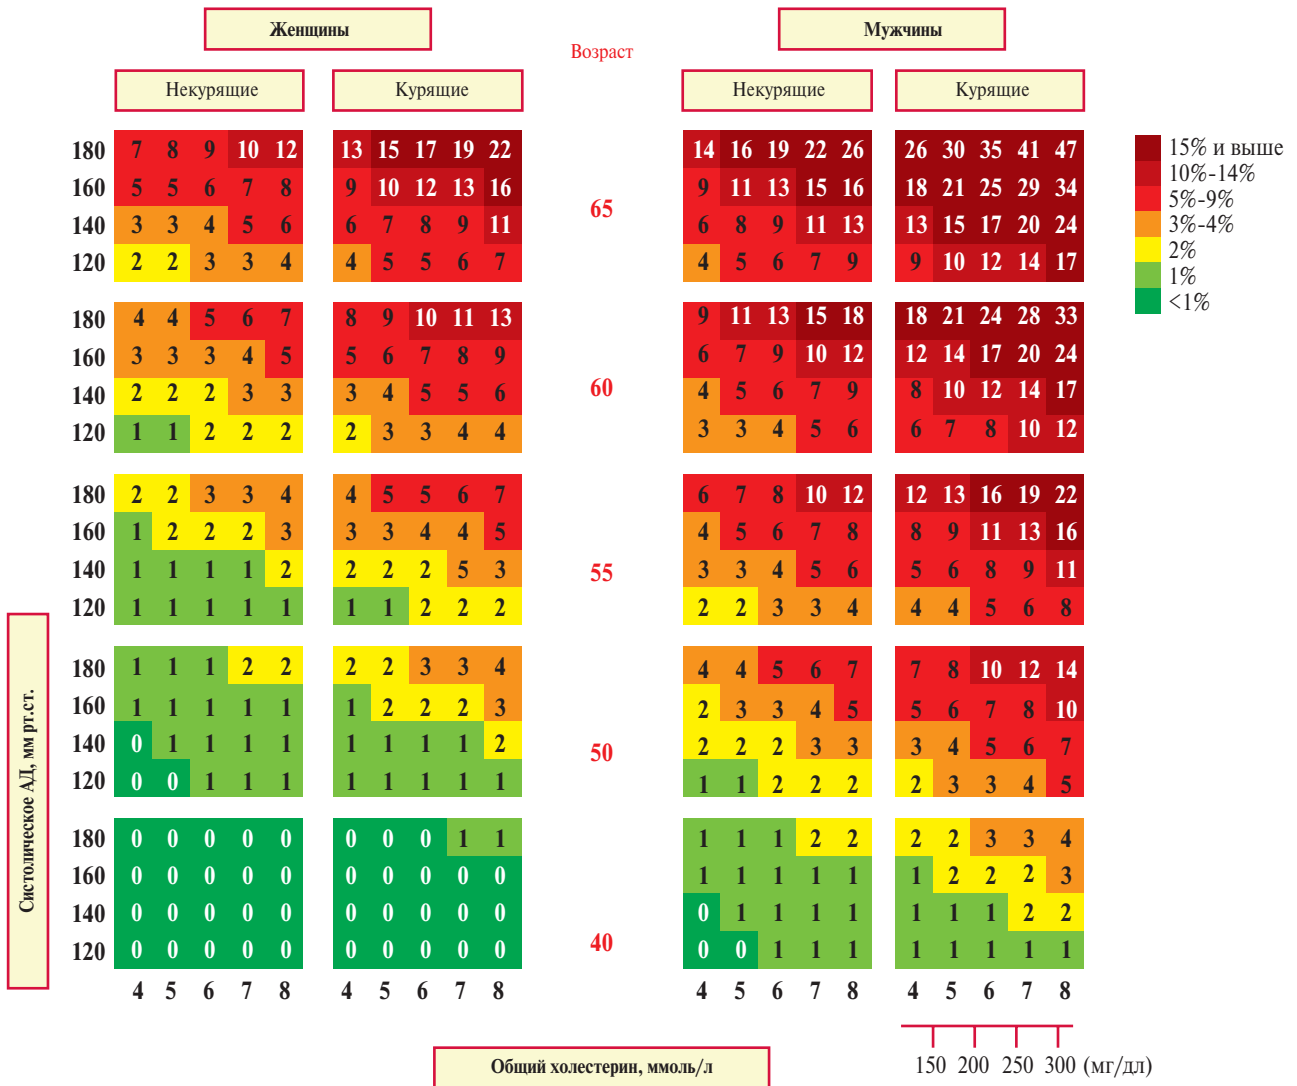 Женщины Мужчины
Возраст
Некурящие Курящие Некурящие Курящие
180 7 8 9 10 12 13 15 17 19 22 14 16 19 22 26 26 30 35 41 47 15% и выше
10%-14%
160 5 5 6 7 8 9 10 12 13 16 9 11 13 15 16 18 21 25 29 34 5%-9%
65
140 3 3 4 5 6 6 7 8 9 11 6 8 9 11 13 13 15 17 20 24 3%-4%
2%
120 2 2 3 3 4 4 5 5 6 7 4 5 6 7 9 9 10 12 14 17 1%
<1%
180 4 4 5 6 7 8 9 10 11 13 9 11 13 15 18 18 21 24 28 33
160 3 3 3 4 5 5 6 7 8 9 6 7 9 10 12 12 14 17 20 24
60
140 2 2 2 3 3 3 4 5 5 6 4 5 6 7 9 8 10 12 14 17
120 1 1 2 2 2 2 3 3 4 4 3 3 4 5 6 6 7 8 10 12
180 2 2 3 3 4 4 5 5 6 7 6 7 8 10 12 12 13 16 19 22
160 1 2 2 2 3 3 3 4 4 5 4 5 6 7 8 8 9 11 13 16
55
140 1 1 1 1 2 2 2 2 5 3 3 3 4 5 6 5 6 8 9 11
120 1 1 1 1 1 1 1 2 2 2 2 2 3 3 4 4 4 5 6 8
180 1 1 1 2 2 2 2 3 3 4 4 4 5 6 7 7 8 10 12 14
160 1 1 1 1 1 1 2 2 2 3 2 3 3 4 5 5 6 7 8 10
50
140 0 1 1 1 1 1 1 1 1 2 2 2 2 3 3 3 4 5 6 7
120 0 0 1 1 1 1 1 1 1 1 1 1 2 2 2 2 3 3 4 5
180 0 0 0 0 0 0 0 0 1 1 1 1 1 2 2 2 2 3 3 4
160 0 0 0 0 0 0 0 0 0 0 1 1 1 1 1 1 2 2 2 3
140 0 0 0 0 0 0 0 0 0 0 0 1 1 1 1 1 1 1 2 2
40
120 0 0 0 0 0 0 0 0 0 0 0 0 1 1 1 1 1 1 1 1
4 5 6 7 8 4 5 6 7 8 4 5 6 7 8 4 5 6 7 8
Систолическое АД, мм рт.ст.
Общий холестерин, ммоль/л
150 200 250 300 (мг/дл)